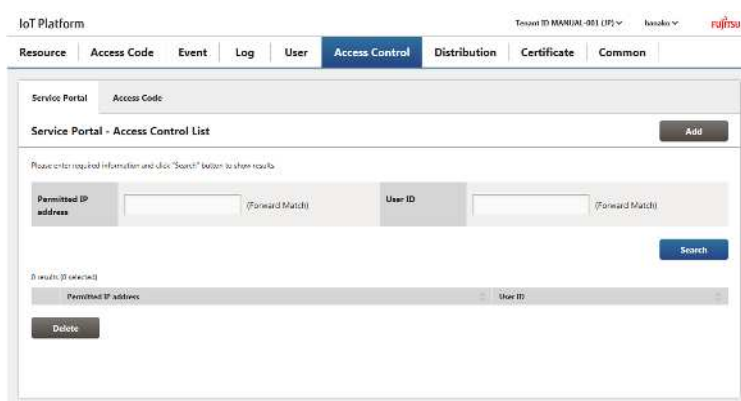 IoT Platform Tenant ID MANUAL-001 (JP) hanako FUJITSU
Resource Access Code Event Log User Access Control Distribution Certificate Common
Service Portal Access Code
Service Portal - Access Control List Add
Please enter required information and click "Search" button to show results.
Permitted IP address (Forward Match) User ID (Forward Match)
Search
0 results (0 selected)
Permitted IP address User ID
Delete